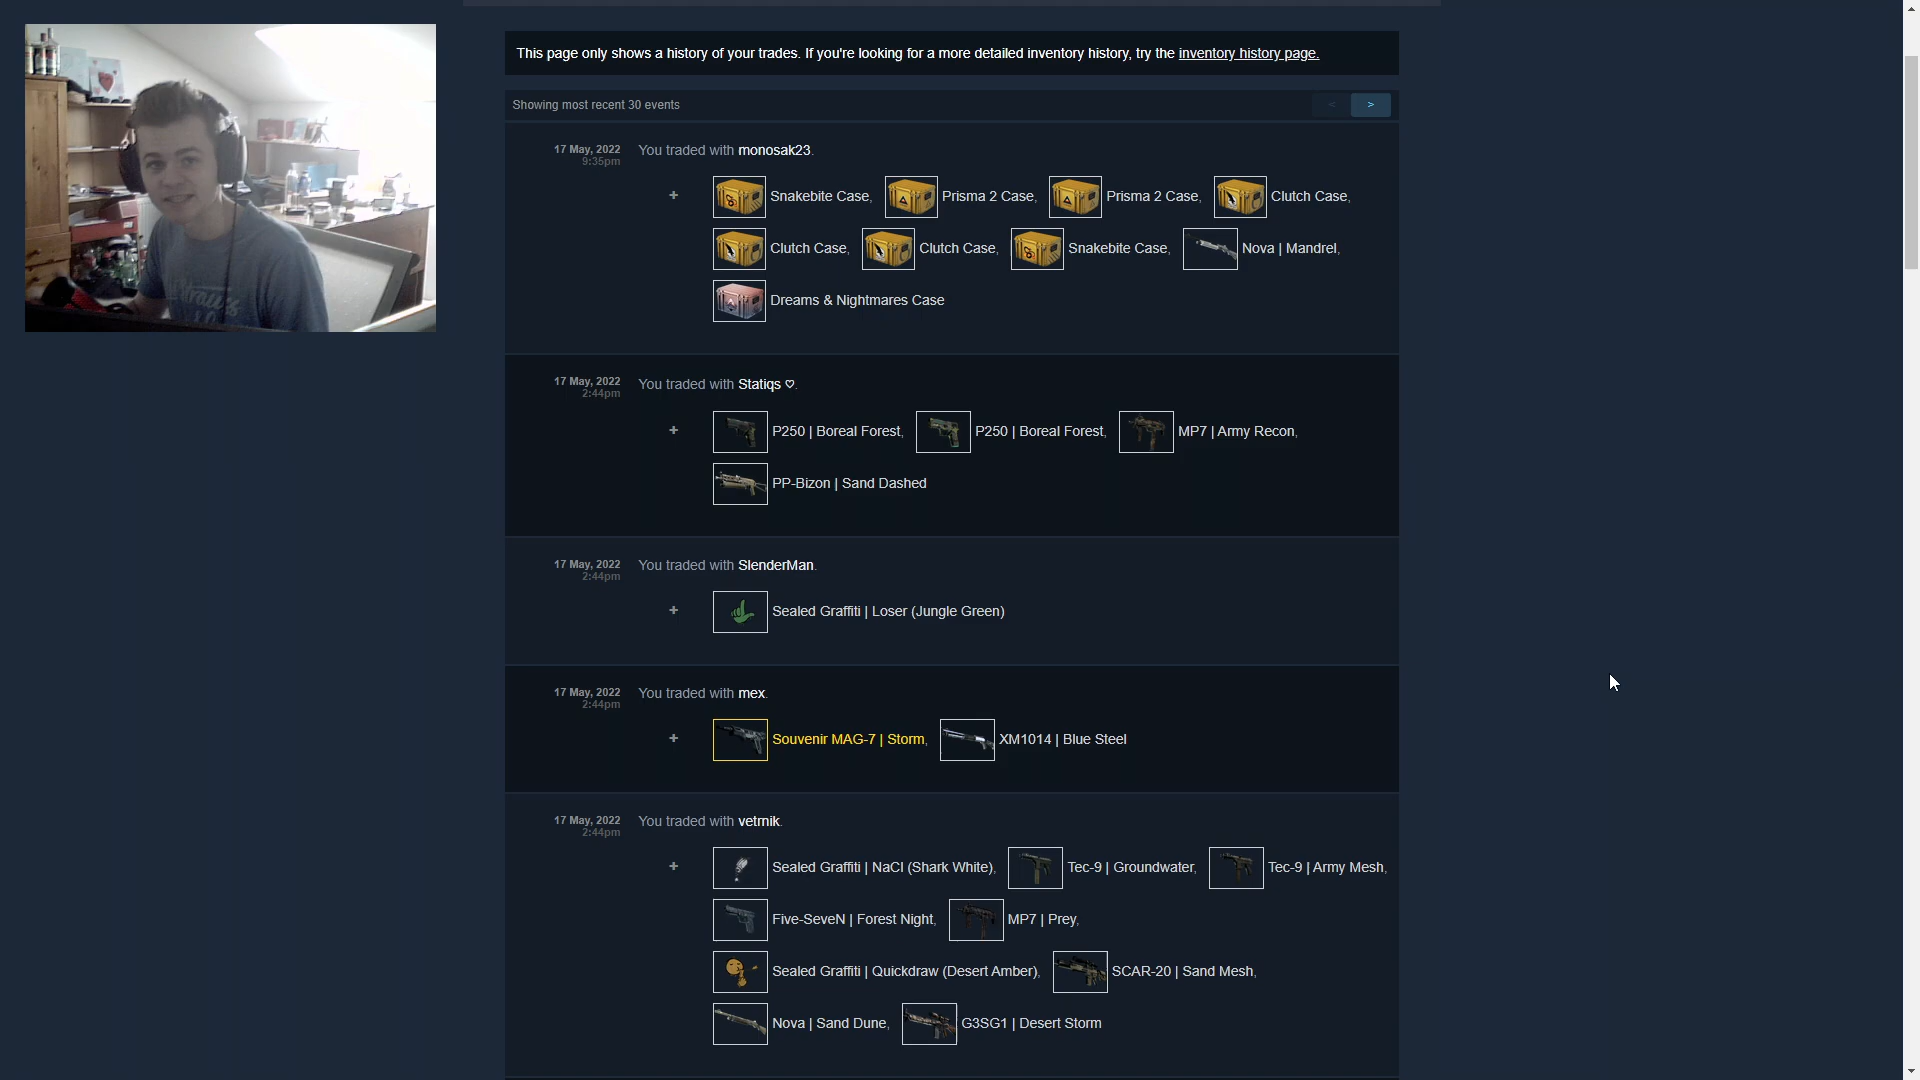 This page only shows a history of your trades. If you're looking for a more detailed inventory history, try the inventory history page.
Showing most recent 30 events
< >
17 May, 2022 You traded with monosak23.
9:35pm
+ Snakebite Case, Prisma 2 Case, Prisma 2 Case, Clutch Case,
Clutch Case, Clutch Case, Snakebite Case, Nova | Mandrel,
Dreams & Nightmares Case
17 May, 2022 You traded with Statiqs ♡.
2:44pm
+ P250 | Boreal Forest, P250 | Boreal Forest, MP7 | Army Recon,
PP-Bizon | Sand Dashed
17 May, 2022 You traded with SlenderMan.
2:44pm
+ Sealed Graffiti | Loser (Jungle Green)
17 May, 2022 You traded with mex.
2:44pm
+ Souvenir MAG-7 | Storm, XM1014 | Blue Steel
17 May, 2022 You traded with vetrnik.
2:44pm
+ Sealed Graffiti | NaCl (Shark White), Tec-9 | Groundwater, Tec-9 | Army Mesh,
Five-SeveN | Forest Night, MP7 | Prey,
Sealed Graffiti | Quickdraw (Desert Amber), SCAR-20 | Sand Mesh,
Nova | Sand Dune, G3SG1 | Desert Storm